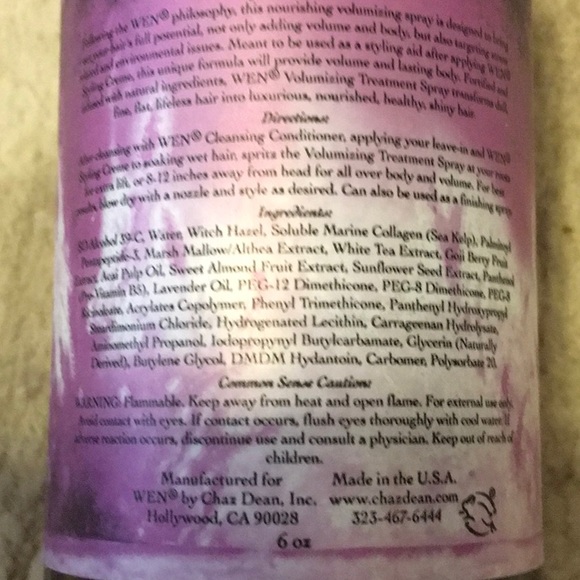 the WEN® philosophy, this nourishing volumizing spray is designed to bring
hair's full potential, not only adding volume and body, but also targeting
and environmental issues. Meant to be used as a styling aid after applying WEN®
Styling Creme, this unique formula will provide volume and lasting body. Fortified and
infused with natural ingredients, WEN® Volumizing Treatment Spray transforms dull,
fine, flat, lifeless hair into luxurious, nourished, healthy, shiny hair.
Directions:
After cleansing with WEN® Cleansing Conditioner, applying your leave-in and WEN®
Styling Creme to soaking wet hair, spritz the Volumizing Treatment Spray at your roots
for extra lift, or 8-12 inches away from head for all over body and volume. For best
results, blow dry with a nozzle and style as desired. Can also be used as a finishing spray
Ingredients:
SD Alcohol 39-C, Water, Witch Hazel, Soluble Marine Collagen (Sea Kelp), Palmitoyl
Pentapeptide-3, Marsh Mallow/Althea Extract, White Tea Extract, Goji Berry Fruit
Extract, Acai Pulp Oil, Sweet Almond Fruit Extract, Sunflower Seed Extract, Panthenol
(Pro-Vitamin B5), Lavender Oil, PEG-12 Dimethicone, PEG-8 Dimethicone, PEG-8
Ricinoleate, Acrylates Copolymer, Phenyl Trimethicone, Panthenyl Hydroxypropyl
Steardimonium Chloride, Hydrogenated Lecithin, Carrageenan Hydrolysate,
Aminomethyl Propanol, Iodopropynyl Butylcarbamate, Glycerin (Naturally
Derived), Butylene Glycol, DMDM Hydantoin, Carbomer, Polysorbate 20.
Common Sense Caution:
WARNING: Flammable. Keep away from heat and open flame. For external use only.
Avoid contact with eyes. If contact occurs, flush eyes thoroughly with cool water. If
adverse reaction occurs, discontinue use and consult a physician. Keep out of reach of
children.
Manufactured for
WEN® by Chaz Dean, Inc.
Hollywood, CA 90028
Made in the U.S.A.
www.chazdean.com
323-467-6444
6 oz